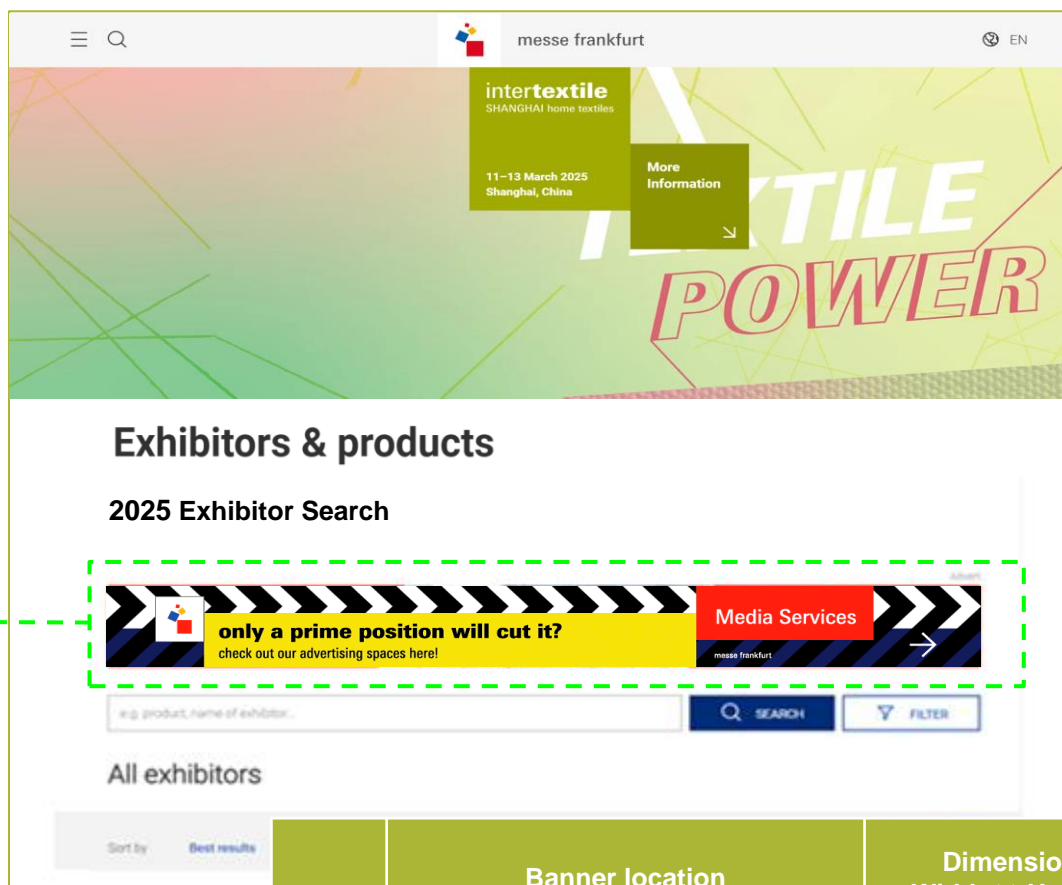 messe frankfurt
EN
intertextile
SHANGHAI home textiles
11–13 March 2025
Shanghai, China
More
Information
TEXTILE
POWER
Exhibitors & products
2025 Exhibitor Search
Advert
only a prime position will cut it?
check out our advertising spaces here!
Media Services
messe frankfurt
e.g. product, name of exhibitor...
SEARCH
FILTER
All exhibitors
Sort by
Best results
Banner location
Dimensio